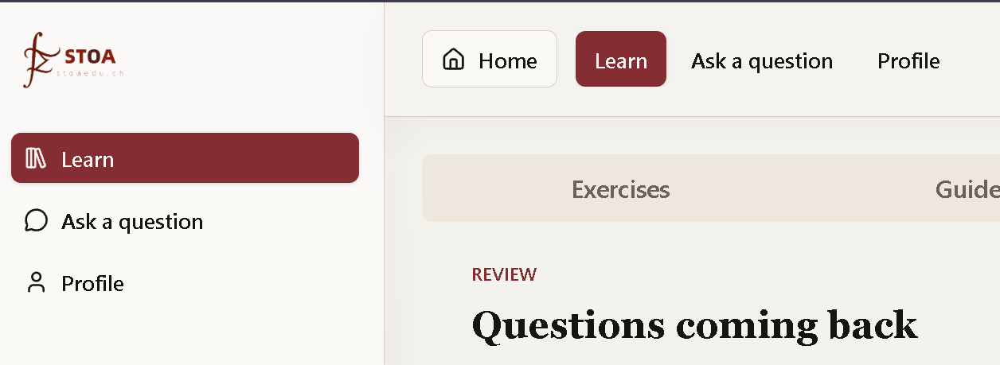 STOA
stoaedu.ch
Learn
Ask a question
Profile
Home
Learn
Ask a question
Profile
Exercises
Guide
REVIEW
Questions coming back